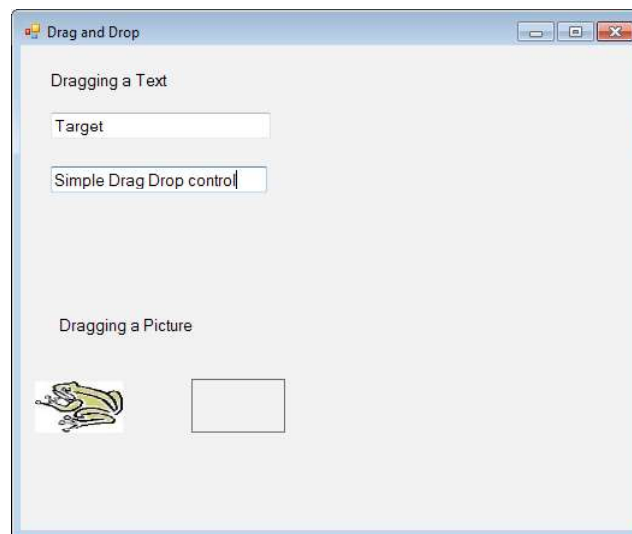 Drag and Drop
Dragging a Text
Target
Simple Drag Drop control
Dragging a Picture